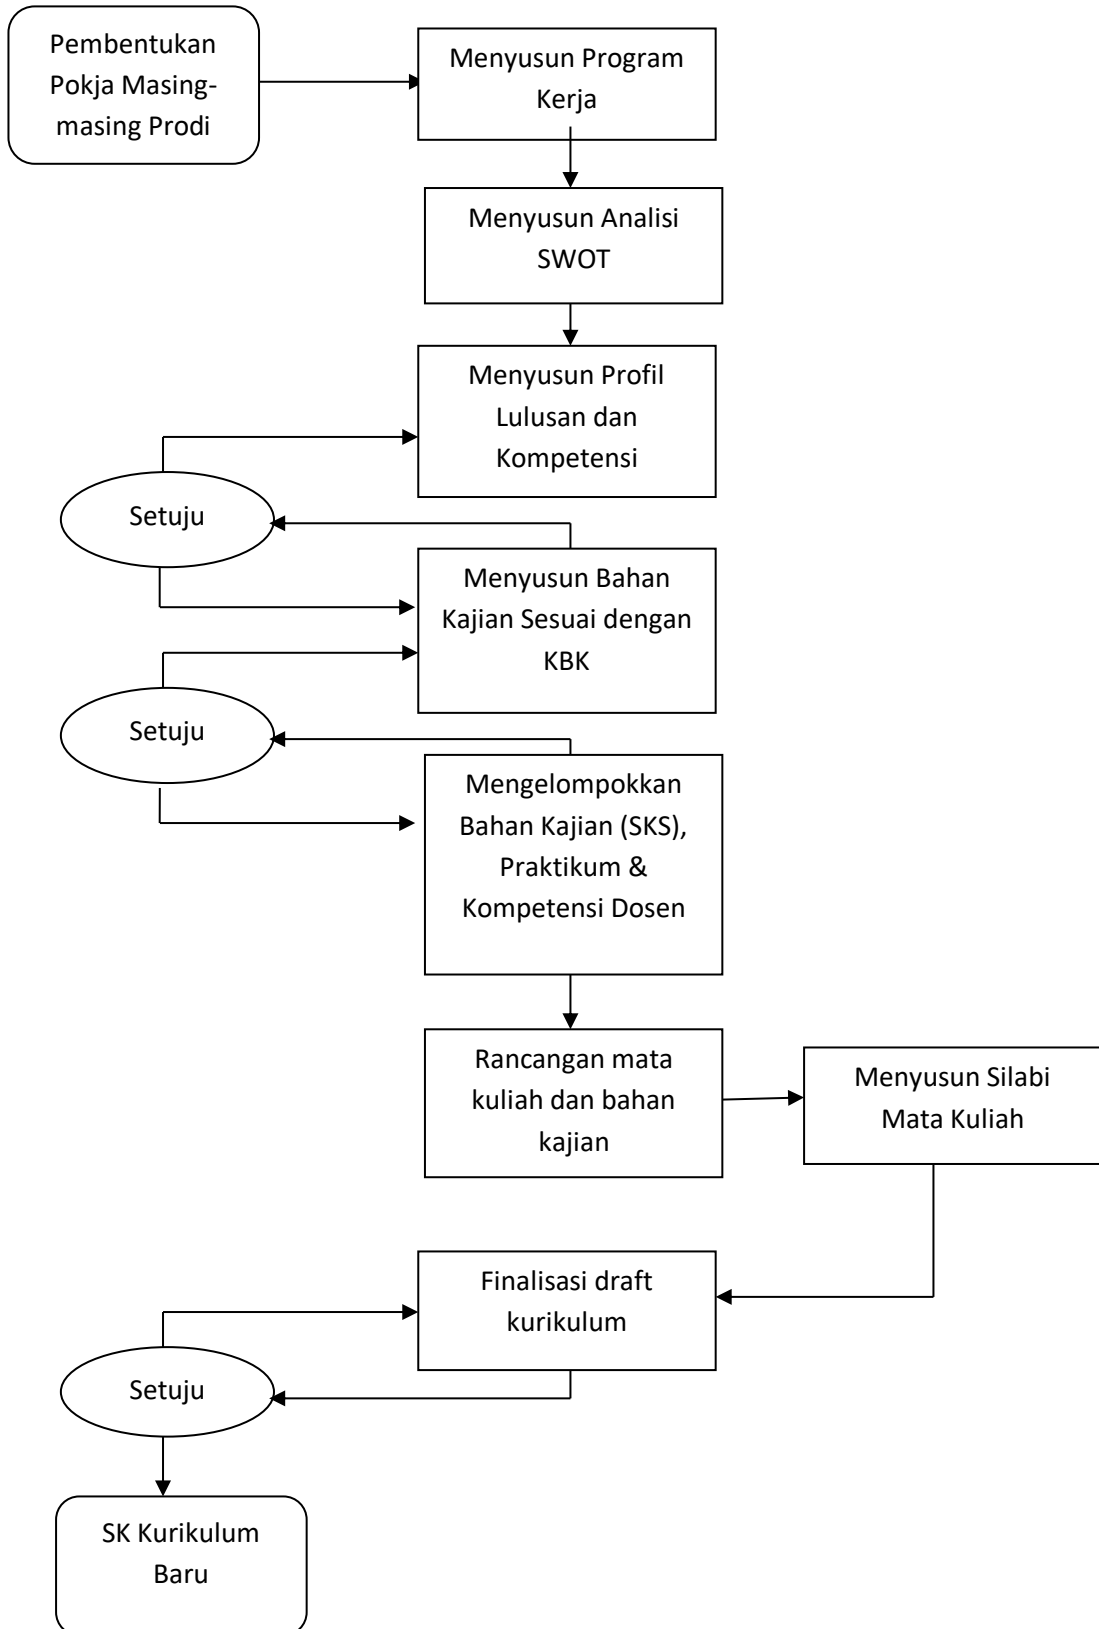 Pembentukan
Pokja Masing-
masing Prodi
Menyusun Program
Kerja
Menyusun Analisi
SWOT
Menyusun Profil
Lulusan dan
Kompetensi
Setuju
Menyusun Bahan
Kajian Sesuai dengan
KBK
Setuju
Mengelompokkan
Bahan Kajian (SKS),
Praktikum &
Kompetensi Dosen
Rancangan mata
kuliah dan bahan
kajian
Menyusun Silabi
Mata Kuliah
Finalisasi draft
kurikulum
Setuju
SK Kurikulum
Baru